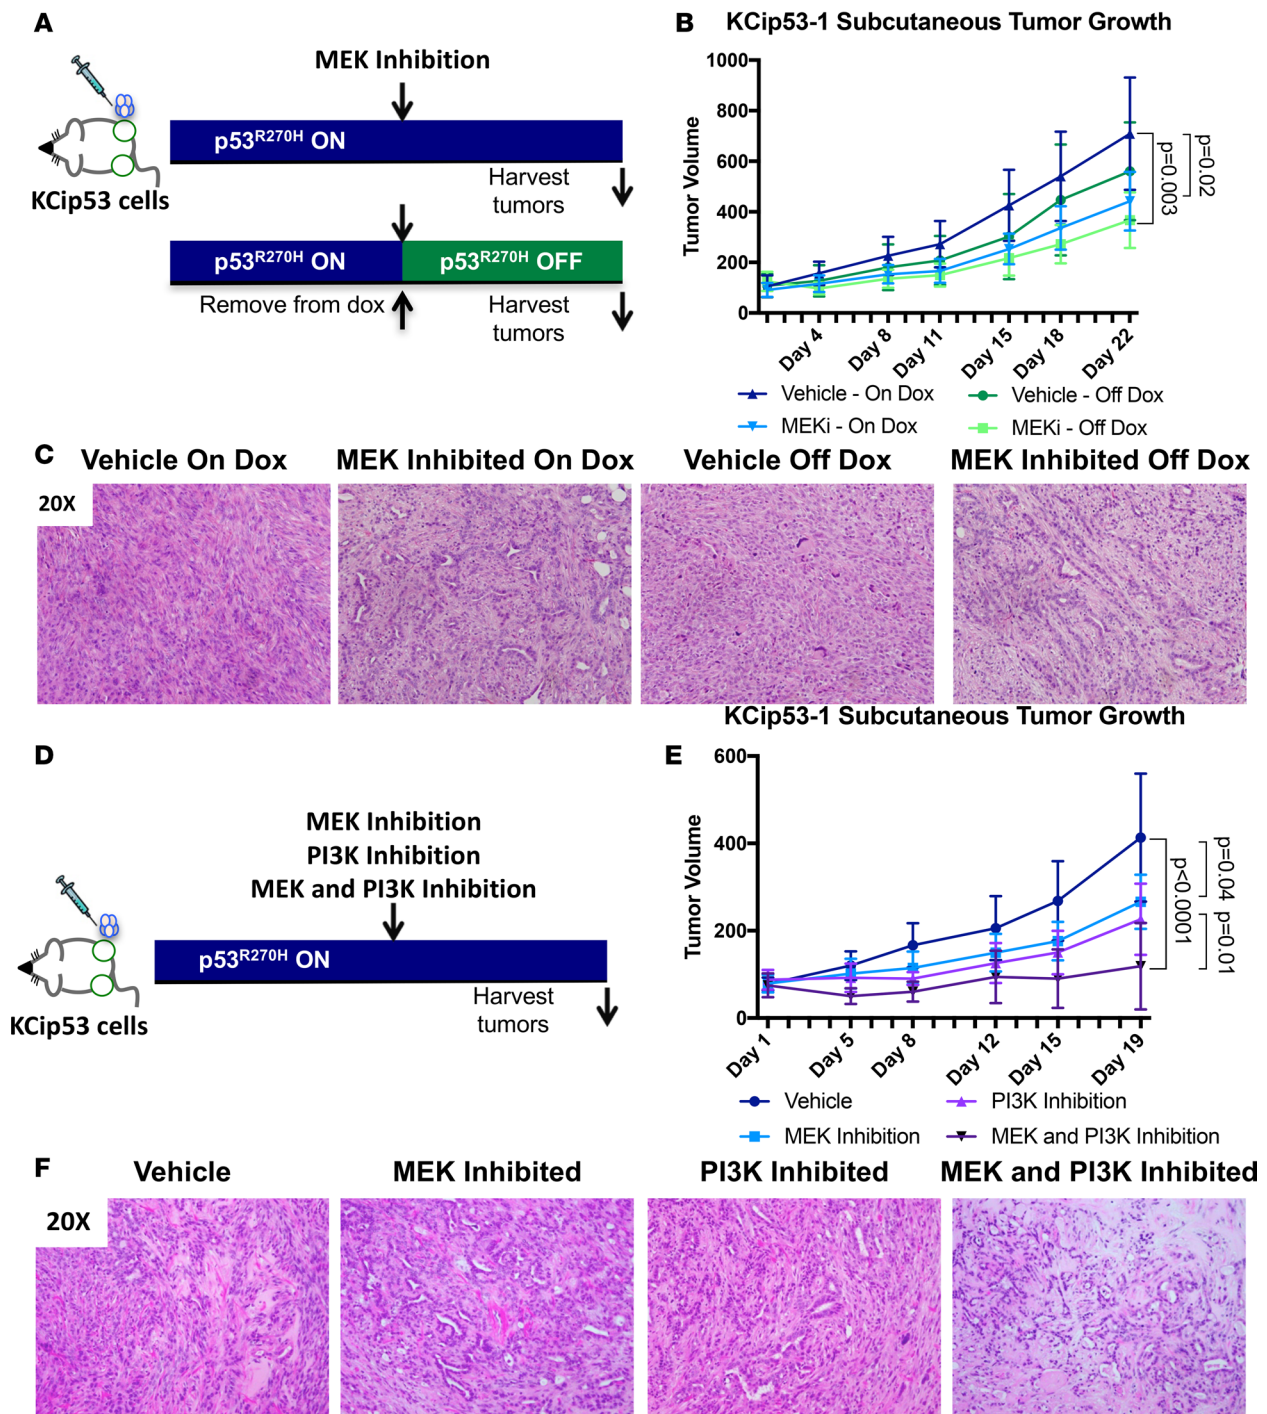 A
MEK Inhibition
p53R270H ON
Harvest
tumors
KCip53 cells
p53R270H ON
p53R270H OFF
Remove from dox
Harvest
tumors
B
KCip53-1 Subcutaneous Tumor Growth
Tumor Volume
1000
800
600
400
200
0
Day 4
Day 8
Day 11
Day 15
Day 18
Day 22
p=0.003
p=0.02
Vehicle - On Dox
Vehicle - Off Dox
MEKi - On Dox
MEKi - Off Dox
C
Vehicle On Dox
MEK Inhibited On Dox
Vehicle Off Dox
MEK Inhibited Off Dox
20X
D
MEK Inhibition
PI3K Inhibition
MEK and PI3K Inhibition
p53R270H ON
Harvest
tumors
KCip53 cells
KCip53-1 Subcutaneous Tumor Growth
E
Tumor Volume
600
400
200
0
Day 1
Day 5
Day 8
Day 12
Day 15
Day 19
p<0.0001
p=0.04
p=0.01
Vehicle
PI3K Inhibition
MEK Inhibition
MEK and PI3K Inhibition
F
Vehicle
MEK Inhibited
PI3K Inhibited
MEK and PI3K Inhibited
20X